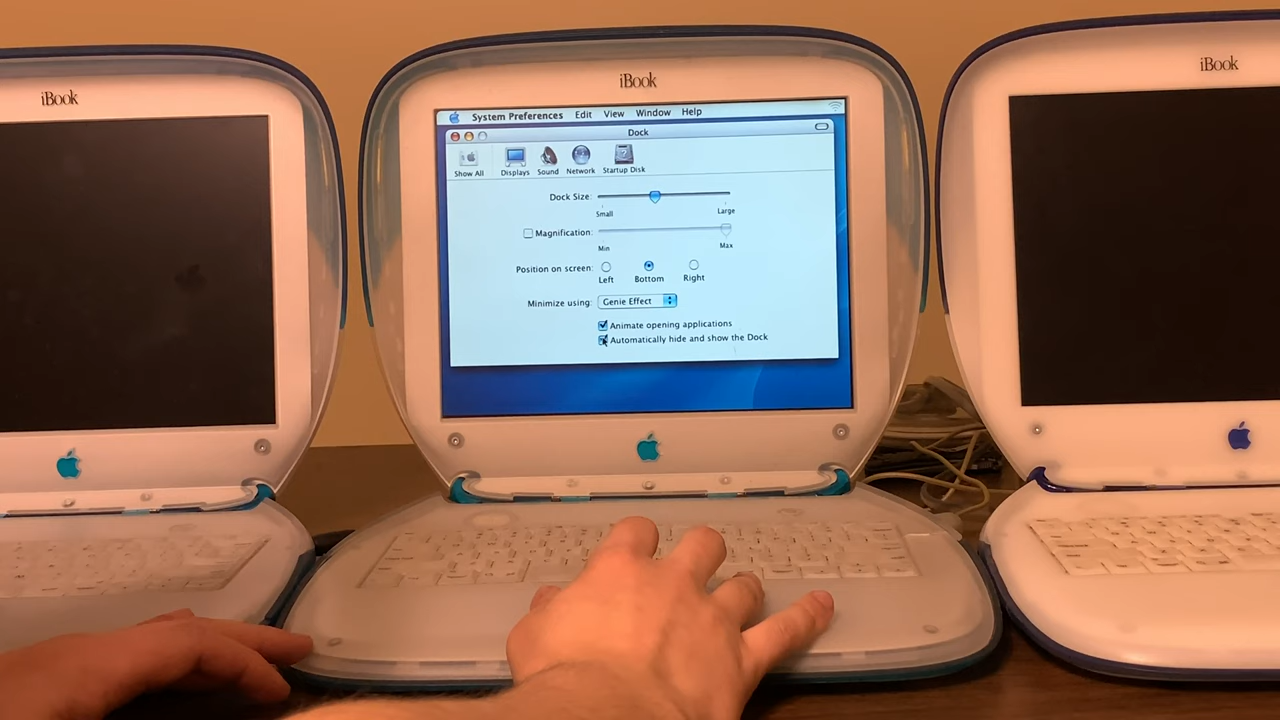 iBook
iBook
iBook
System Preferences Edit View Window Help
Dock
Show All Displays Sound Network Startup Disk
Dock Size:
Small Large
Magnification:
Min Max
Position on screen:
Left Bottom Right
Minimize using: Genie Effect
Animate opening applications
Automatically hide and show the Dock